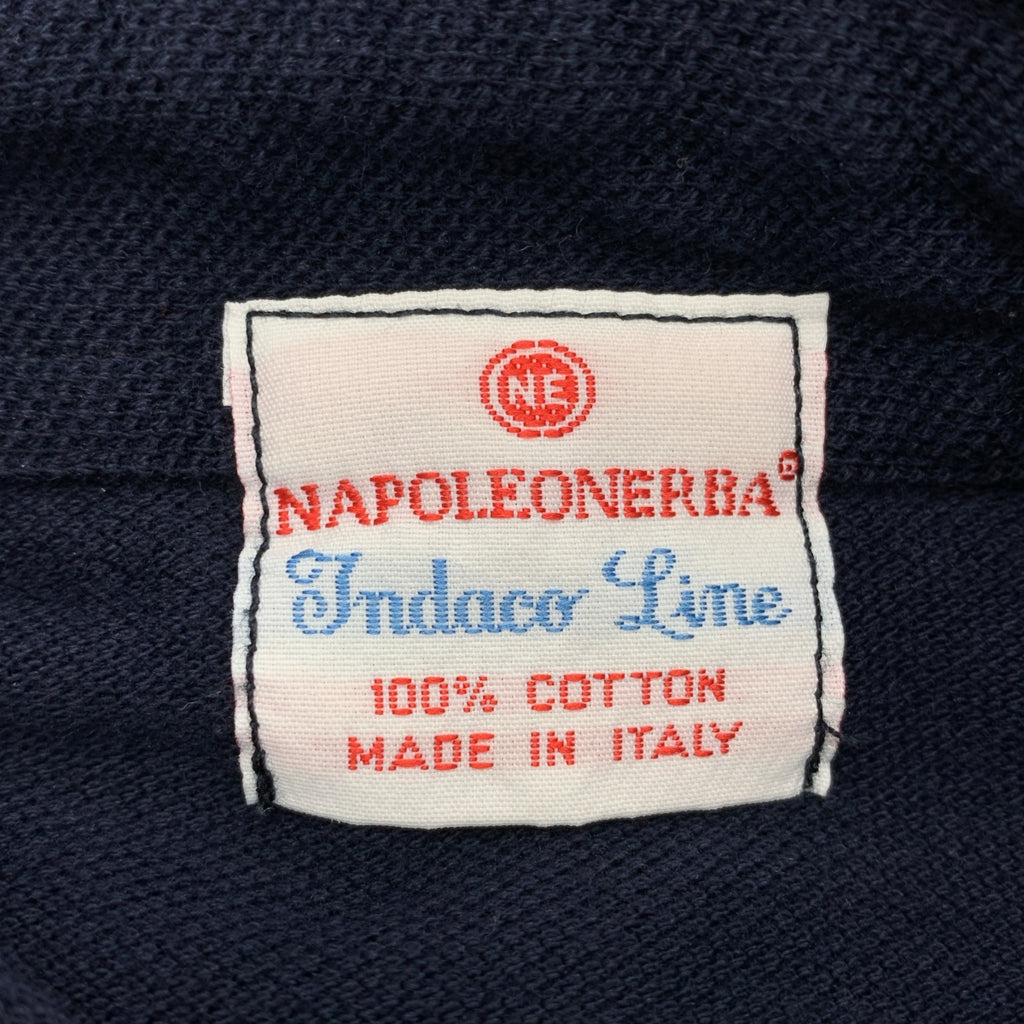 NE
NAPOLEONERBA®
Indaco Line
100% COTTON
MADE IN ITALY